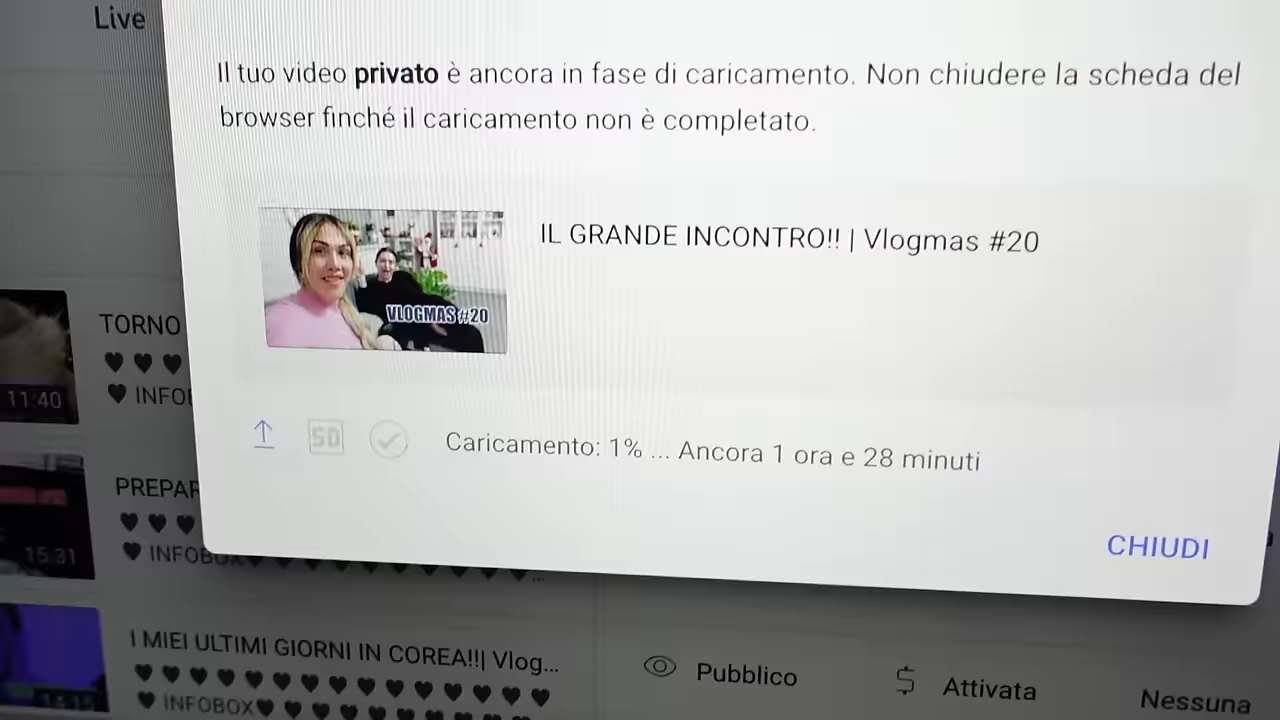 Live
Il tuo video privato è ancora in fase di caricamento. Non chiudere la scheda del
browser finché il caricamento non è completato.
IL GRANDE INCONTRO!! | Vlogmas #20
VLOGMAS #20
TORNO
♥ ♥ ♥
11:40
♥ INFO
SD
Caricamento: 1% ... Ancora 1 ora e 28 minuti
PREPAR
♥ ♥ ♥
15:31
♥ INFOBOX♥ ♥ ♥ ♥ ♥ ♥ ♥ ♥ ♥ ♥...
CHIUDI
I MIEI ULTIMI GIORNI IN COREA!!| Vlog...
♥ ♥ ♥ ♥ ♥ ♥ ♥ ♥ ♥ ♥ ♥ ♥ ♥ ♥ ♥
♥ INFOBOX♥ ♥ ♥ ♥ ♥ ♥ ♥ ♥ ♥ ♥
Pubblico
Attivata
Nessuna